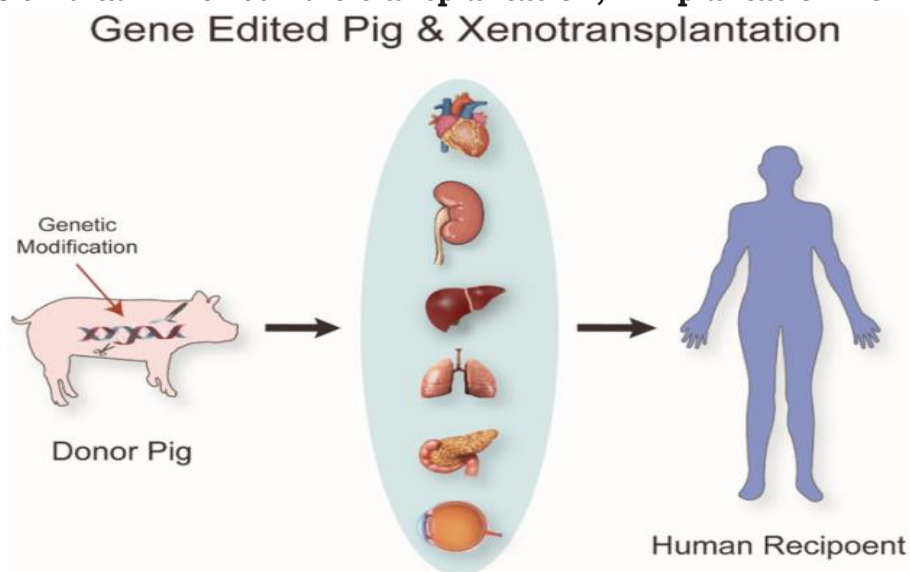 Gene Edited Pig & Xenotransplantation
Genetic
Modification
Donor Pig
Human Recipoent